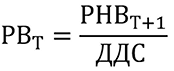 РВ_Т = РНВ_Т+1 / ДДС